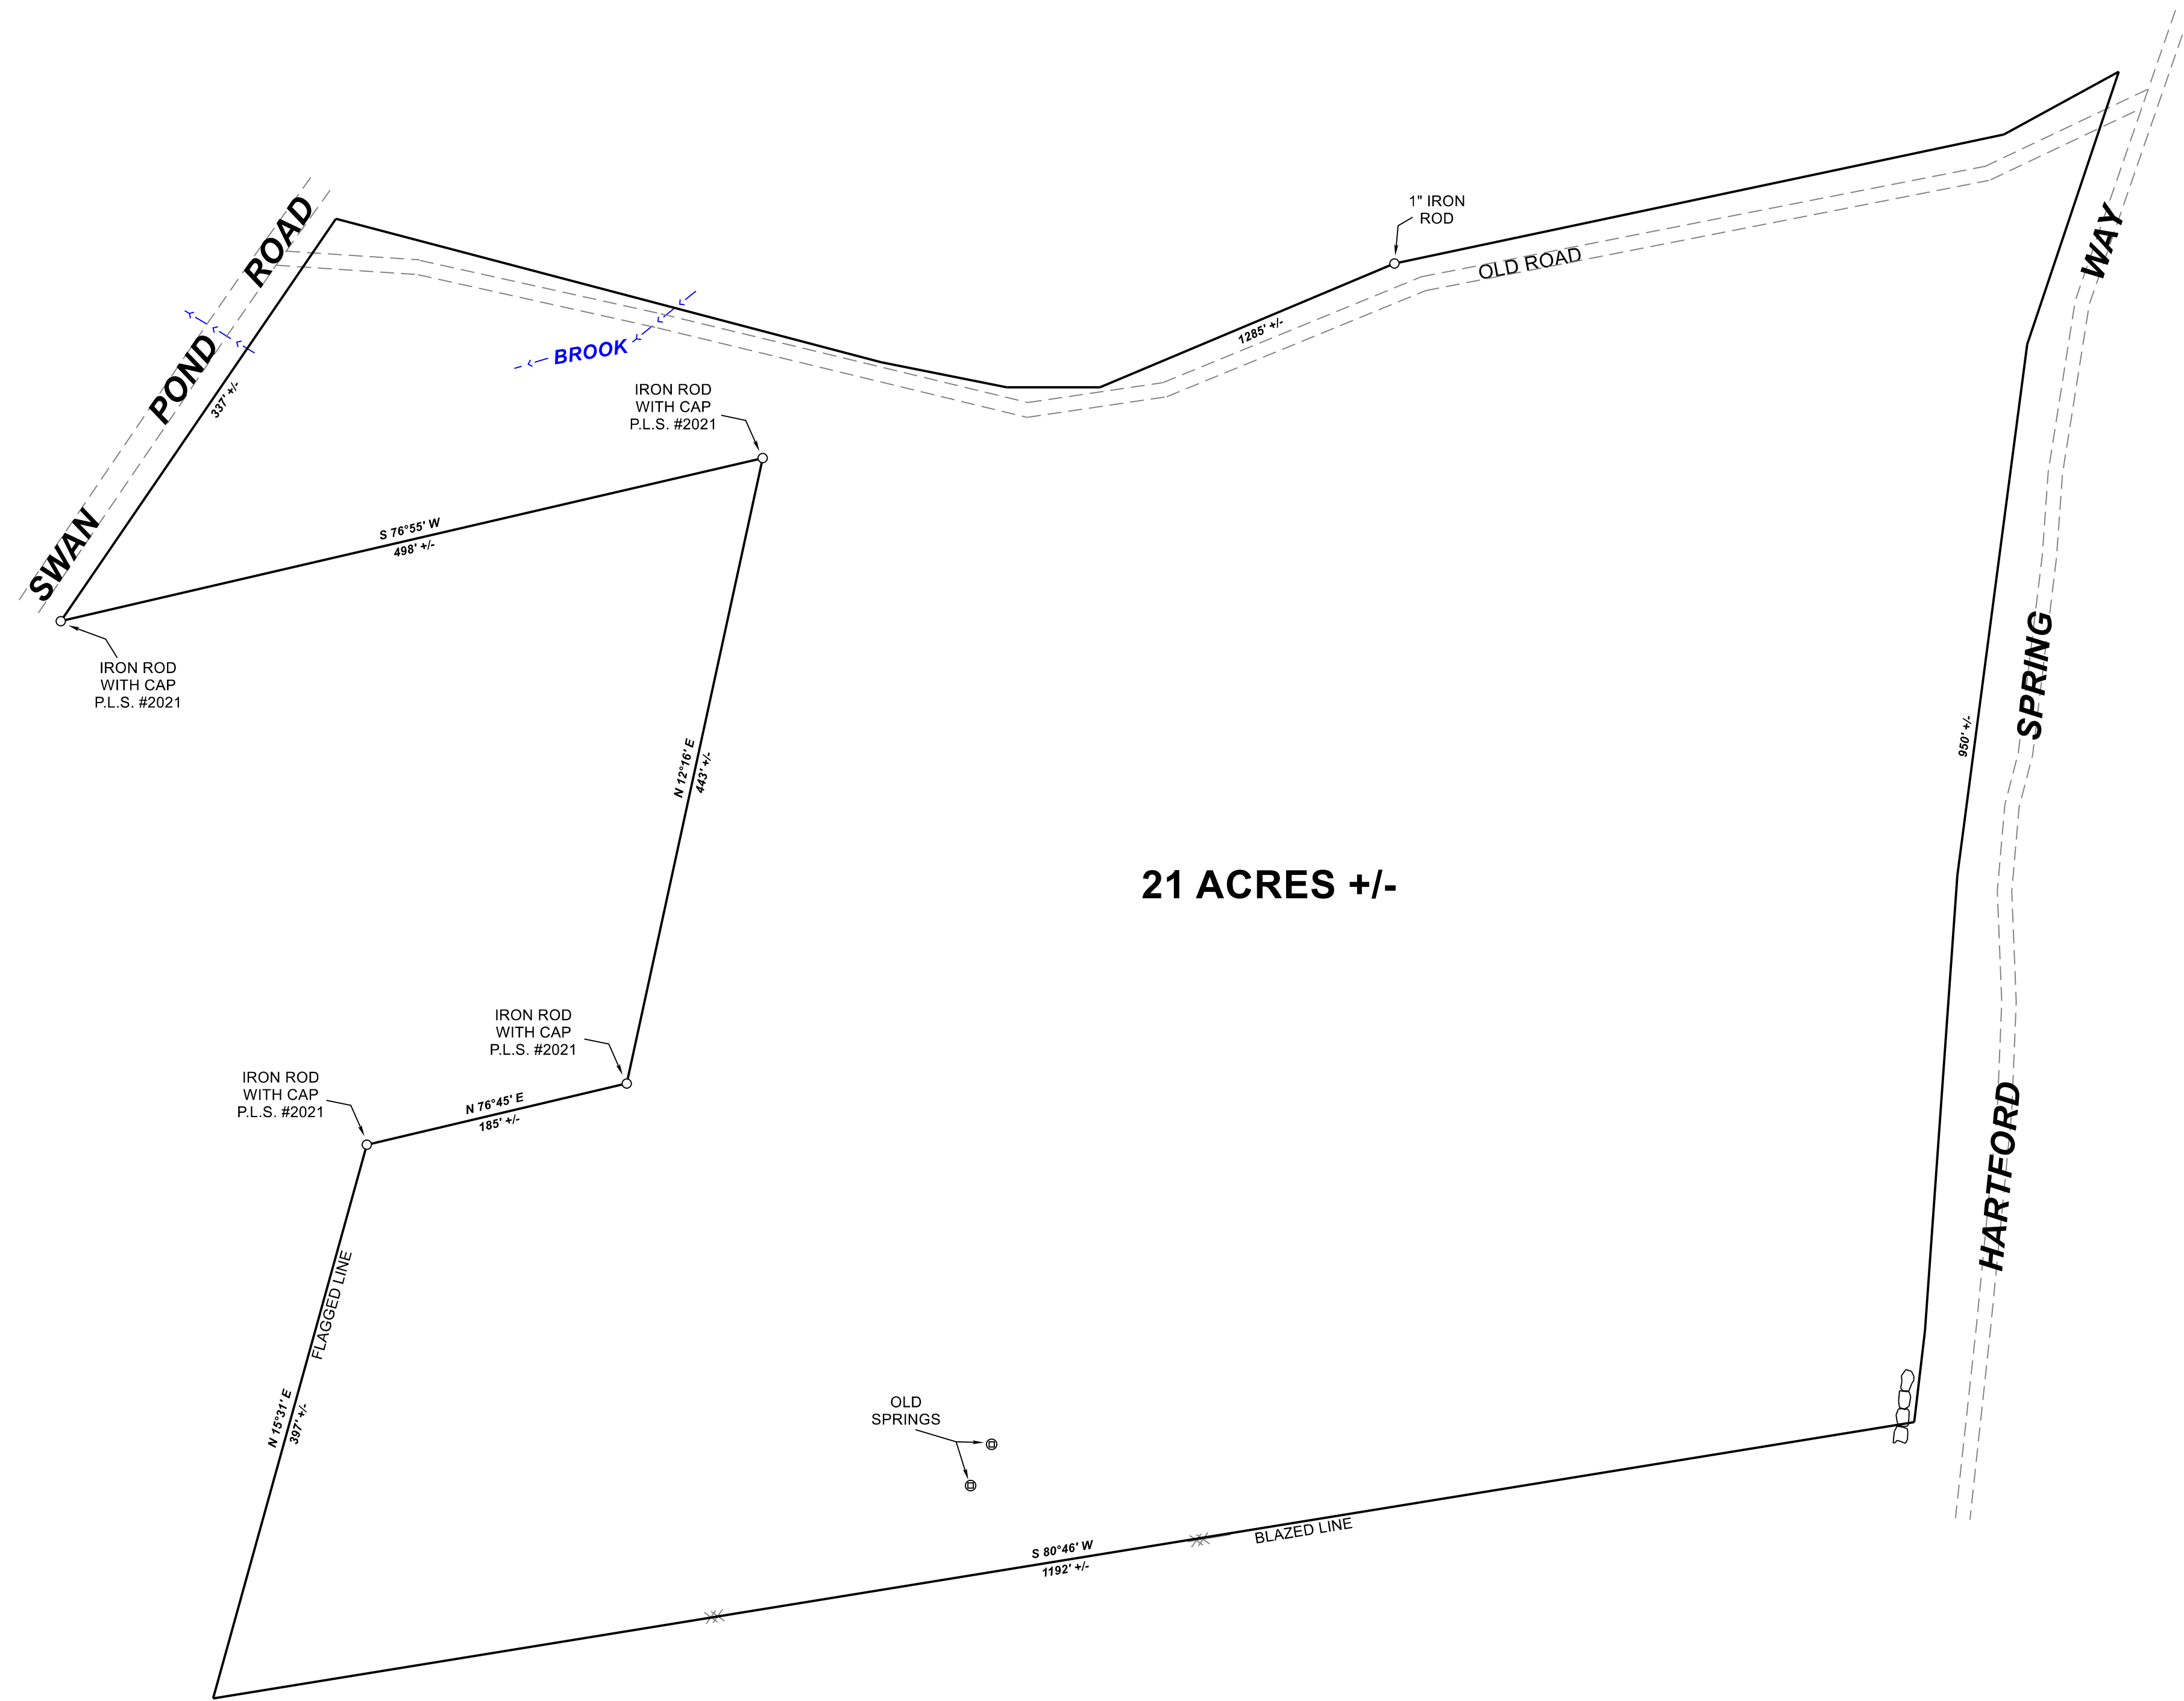 1" IRON
ROD
OLD ROAD
1285' +/-
SWAN POND ROAD
337' +/-
BROOK
IRON ROD
WITH CAP
P.L.S. #2021
S 76°55' W
498' +/-
IRON ROD
WITH CAP
P.L.S. #2021
N 12°16' E
443' +/-
HARTFORD SPRING WAY
950' +/-
21 ACRES +/-
IRON ROD
WITH CAP
P.L.S. #2021
IRON ROD
WITH CAP
P.L.S. #2021
N 76°45' E
185' +/-
FLAGGED LINE
N 15°31' E
397' +/-
OLD
SPRINGS
S 80°46' W
1192' +/-
BLAZED LINE